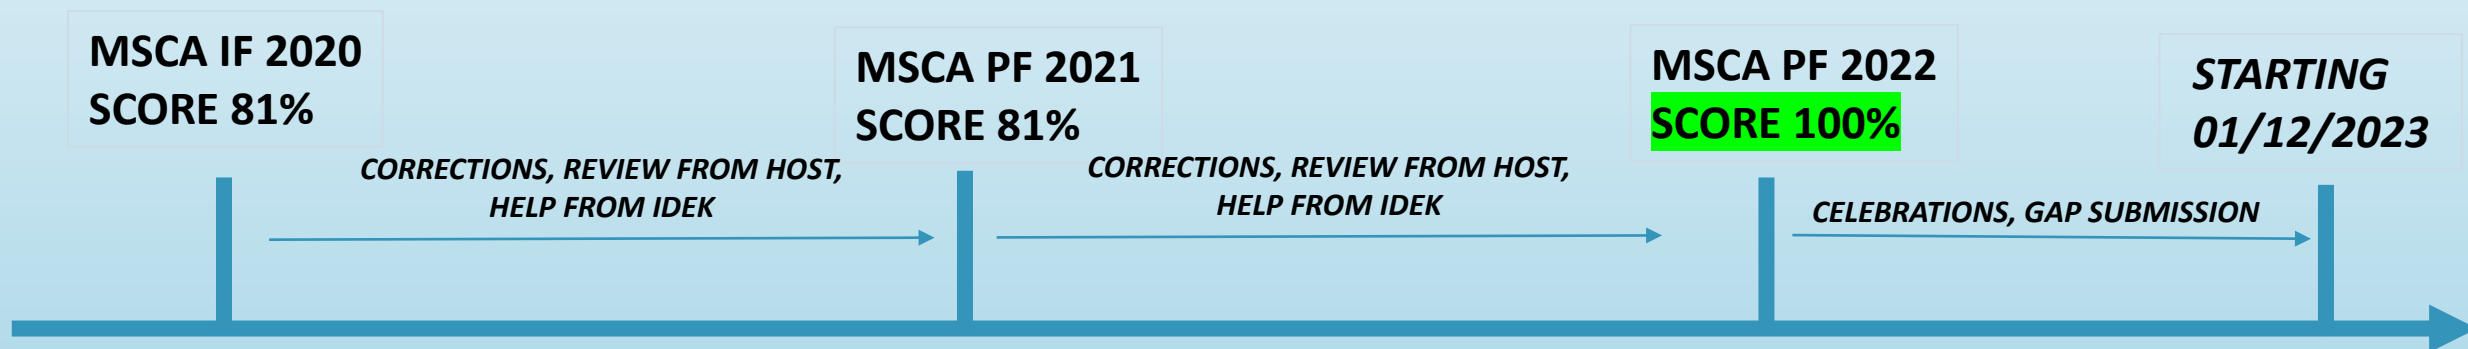 MSCA IF 2020
SCORE 81%
CORRECTIONS, REVIEW FROM HOST,
HELP FROM IDEK
MSCA PF 2021
SCORE 81%
CORRECTIONS, REVIEW FROM HOST,
HELP FROM IDEK
MSCA PF 2022
SCORE 100%
CELEBRATIONS, GAP SUBMISSION
STARTING
01/12/2023